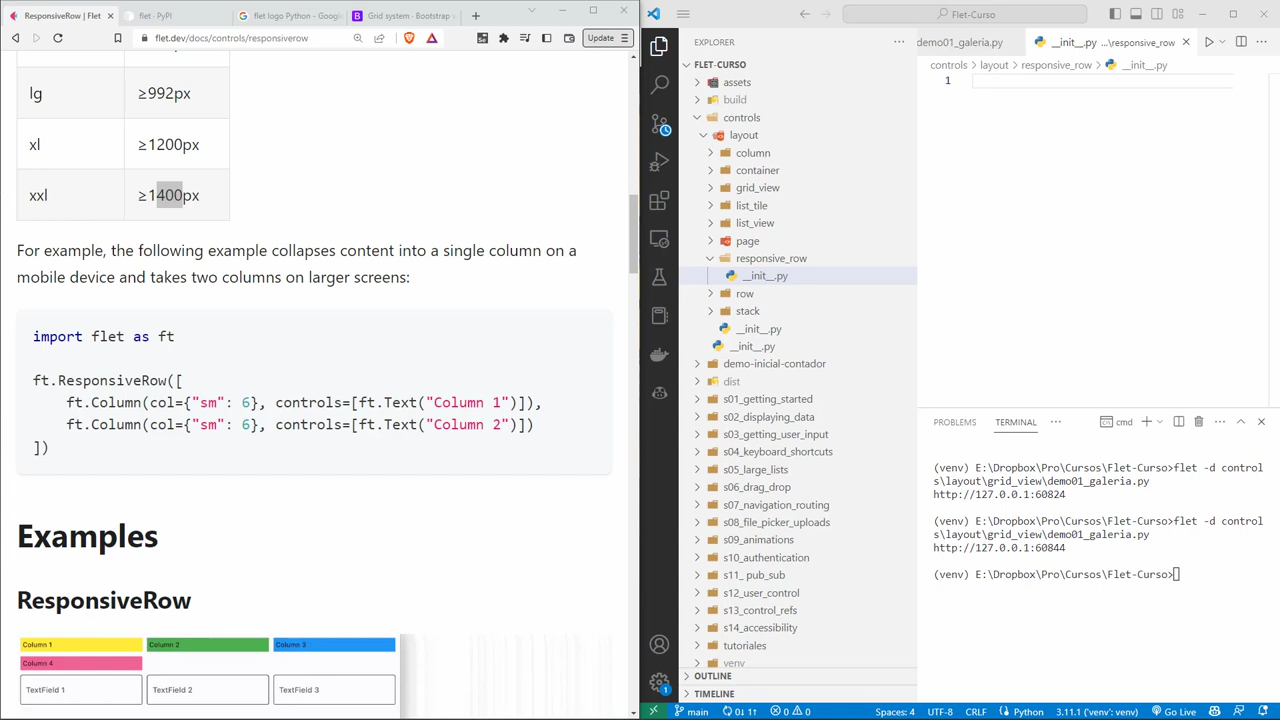 ResponsiveRow | Flet
flet · PyPI
flet logo Python - Googl
Grid system · Bootstrap v
flet.dev/docs/controls/responsiverow
Update
lg ≥992px
xl ≥1200px
xxl ≥1400px
For example, the following example collapses content into a single column on a
mobile device and takes two columns on larger screens:
import flet as ft
ft.ResponsiveRow([
ft.Column(col={"sm": 6}, controls=[ft.Text("Column 1")]),
ft.Column(col={"sm": 6}, controls=[ft.Text("Column 2")])
])
Examples
ResponsiveRow
Column 1 Column 2 Column 3
Column 4
TextField 1 TextField 2 TextField 3
Flet-Curso
EXPLORER
FLET-CURSO
assets
build
controls
layout
column
container
grid_view
list_tile
list_view
page
responsive_row
__init__.py
row
stack
__init__.py
__init__.py
demo-inicial-contador
dist
s01_getting_started
s02_displaying_data
s03_getting_user_input
s04_keyboard_shortcuts
s05_large_lists
s06_drag_drop
s07_navigation_routing
s08_file_picker_uploads
s09_animations
s10_authentication
s11_ pub_sub
s12_user_control
s13_control_refs
s14_accessibility
tutoriales
venv
OUTLINE
TIMELINE
demo01_galeria.py
__init__.py ...\responsive_row
controls > layout > responsive_row > __init__.py
1
PROBLEMS TERMINAL ··· cmd
(venv) E:\Dropbox\Pro\Cursos\Flet-Curso>flet -d control
s\layout\grid_view\demo01_galeria.py
http://127.0.0.1:60824
(venv) E:\Dropbox\Pro\Cursos\Flet-Curso>flet -d control
s\layout\grid_view\demo01_galeria.py
http://127.0.0.1:60844
(venv) E:\Dropbox\Pro\Cursos\Flet-Curso>
main 0↓ 1↑ 0 0 Spaces: 4 UTF-8 CRLF Python 3.11.1 ('venv': venv) Go Live